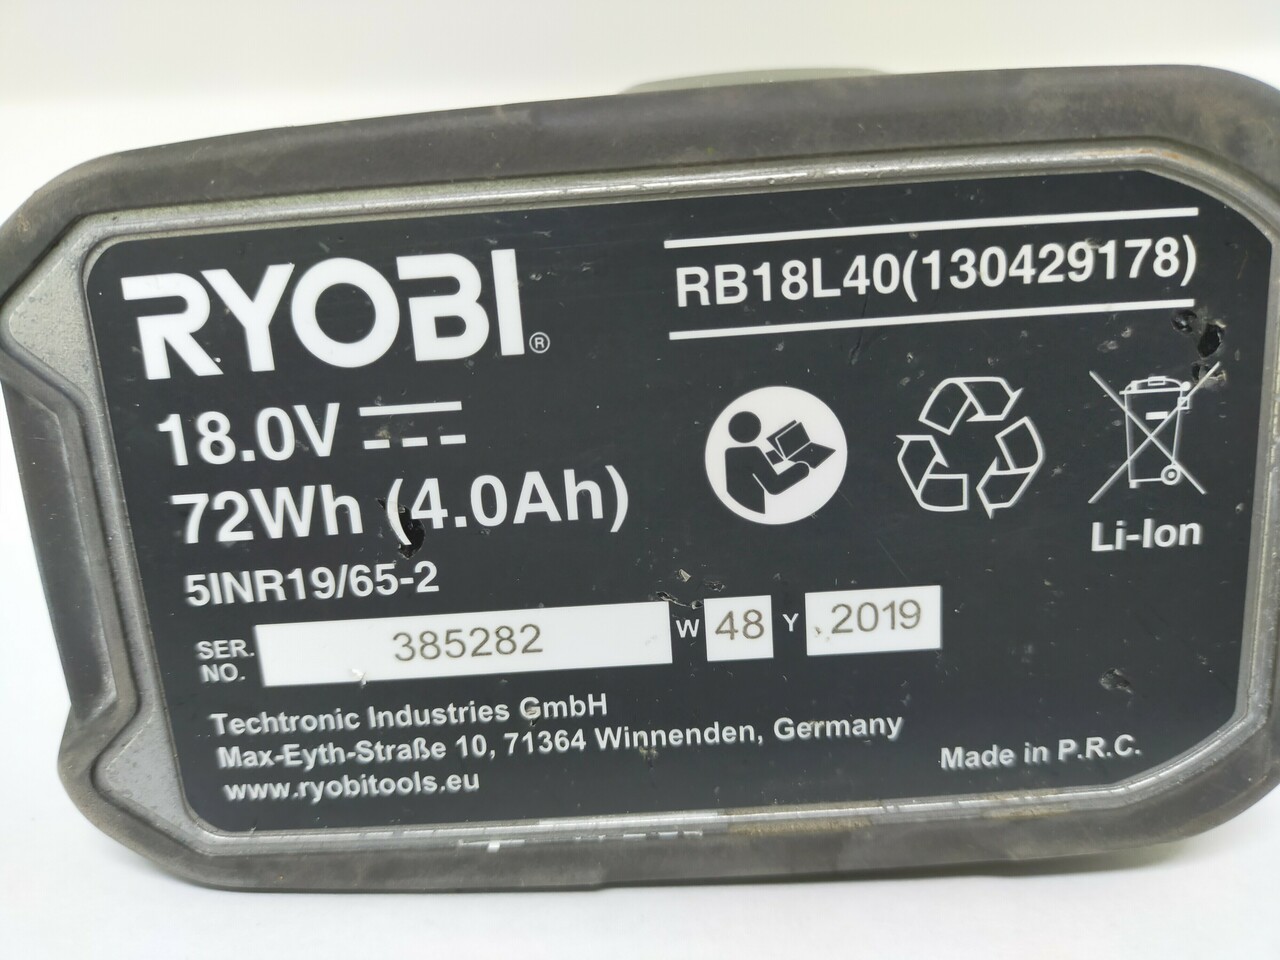 RYOBI®
RB18L40(130429178)
18.0V
72Wh (4.0Ah)
5INR19/65-2
Li-Ion
SER. NO. 385282 W 48 Y 2019
Techtronic Industries GmbH
Max-Eyth-Straße 10, 71364 Winnenden, Germany
www.ryobitools.eu
Made in P.R.C.